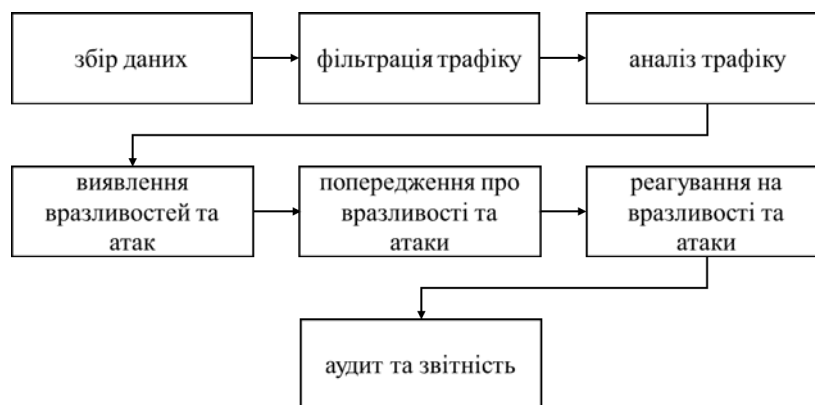 збір даних
фільтрація трафіку
аналіз трафіку
виявлення
вразливостей та
атак
попередження про
вразливості та
атаки
реагування на
вразливості та
атаки
аудит та звітність